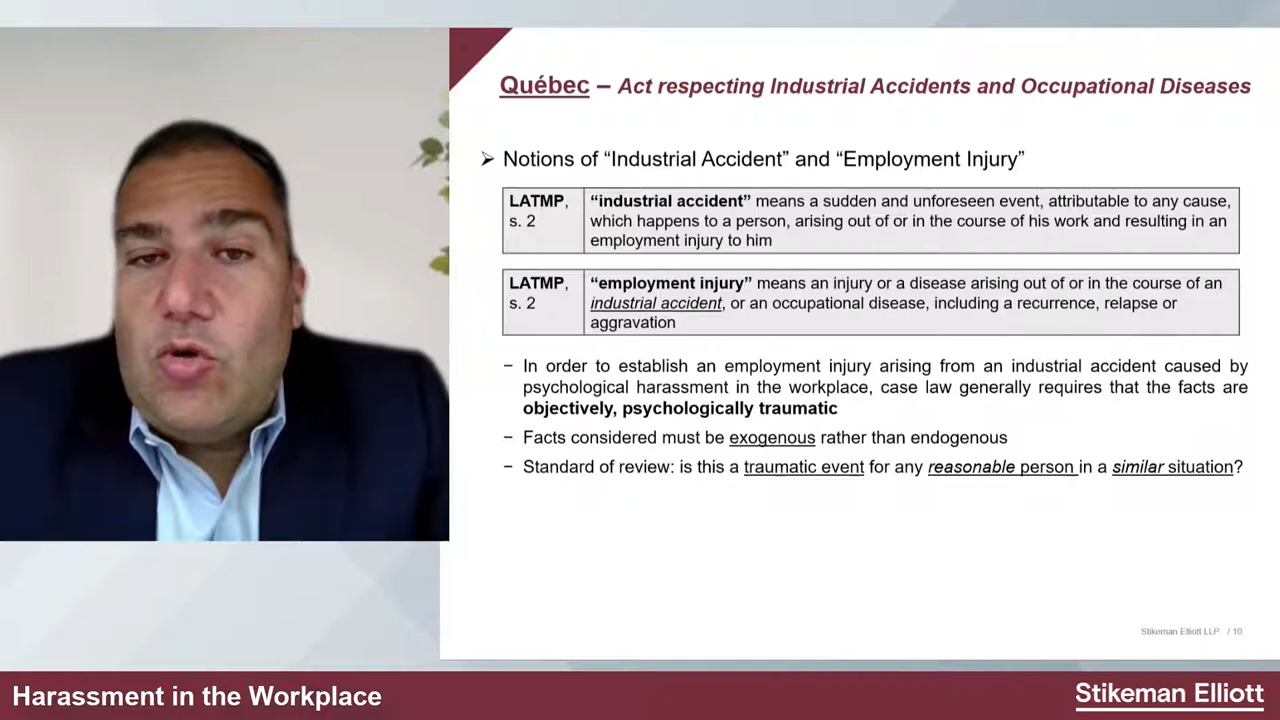 Québec – Act respecting Industrial Accidents and Occupational Diseases
➢ Notions of “Industrial Accident” and “Employment Injury”
LATMP, s. 2
“industrial accident” means a sudden and unforeseen event, attributable to any cause,
which happens to a person, arising out of or in the course of his work and resulting in an
employment injury to him
LATMP, s. 2
“employment injury” means an injury or a disease arising out of or in the course of an
industrial accident, or an occupational disease, including a recurrence, relapse or
aggravation
− In order to establish an employment injury arising from an industrial accident caused by
psychological harassment in the workplace, case law generally requires that the facts are
objectively, psychologically traumatic
− Facts considered must be exogenous rather than endogenous
− Standard of review: is this a traumatic event for any reasonable person in a similar situation?
Stikeman Elliott LLP / 10
Harassment in the Workplace
Stikeman Elliott